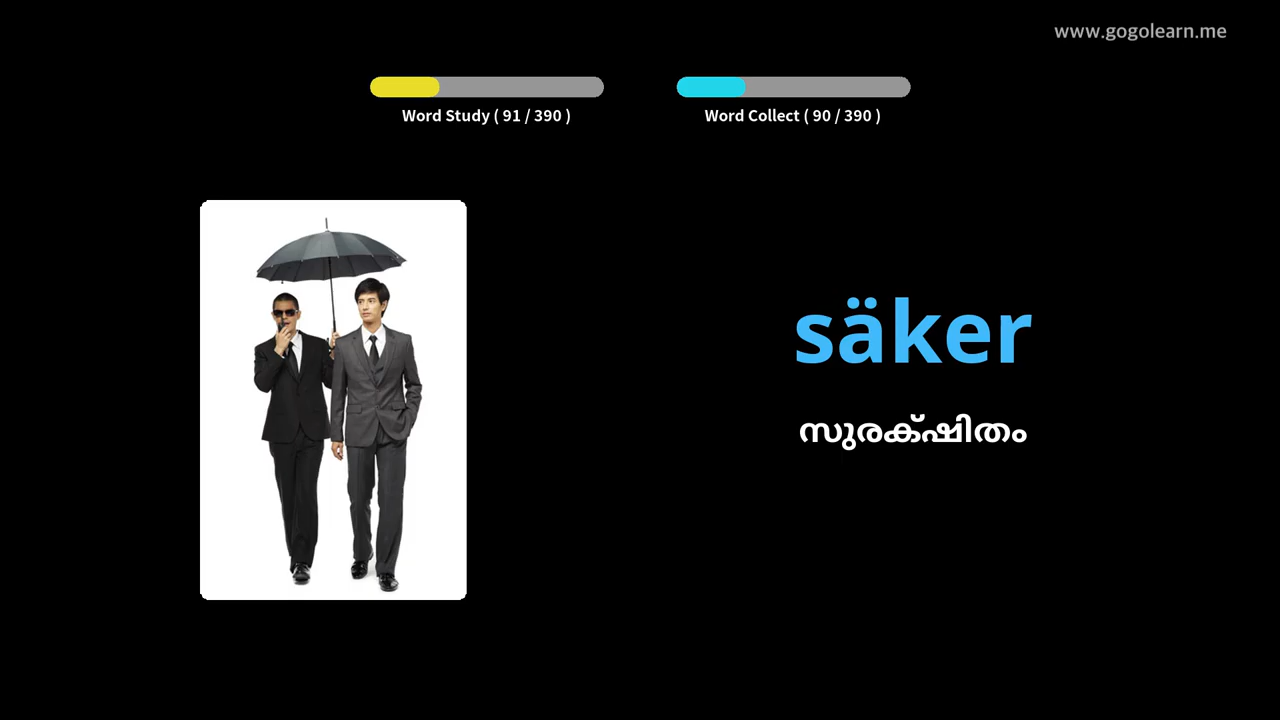 www.gogolearn.me
Word Study ( 91 / 390 )
Word Collect ( 90 / 390 )
säker
സുരക്ഷിതം